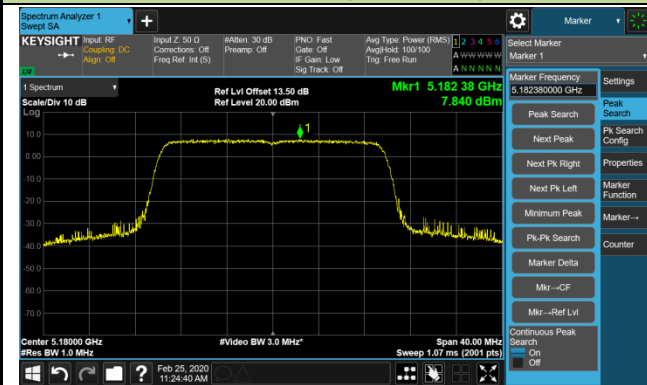 Spectrum Analyzer 1
Swept SA
+
Marker
KEYSIGHT
Input: RF
Coupling: DC
Align: Off
Input Z: 50 Ω
Corrections: Off
Freq Ref: Int (S)
#Atten: 30 dB
Preamp: Off
PNO: Fast
Gate: Off
IF Gain: Low
Sig Track: Off
Avg Type: Power (RMS)
Avg|Hold: 100/100
Trig: Free Run
1 2 3 4 5 6
A W W W W W
A N N N N N
LXI
Select Marker
Marker 1
1 Spectrum
Scale/Div 10 dB
Log
Ref Lvl Offset 13.50 dB
Ref Level 20.00 dBm
Mkr1 5.182 38 GHz
7.840 dBm
1
10.0
0.00
-10.0
-20.0
-30.0
-40.0
-50.0
-60.0
-70.0
Center 5.18000 GHz
#Res BW 1.0 MHz
#Video BW 3.0 MHz*
Span 40.00 MHz
Sweep 1.07 ms (2001 pts)
Marker Frequency
5.182380000 GHz
Peak Search
Next Peak
Next Pk Right
Next Pk Left
Minimum Peak
Pk-Pk Search
Marker Delta
Mkr→CF
Mkr→Ref Lvl
Continuous Peak
Search
On
Off
Settings
Peak
Search
Pk Search
Config
Properties
Marker
Function
Marker→
Counter
?
Feb 25, 2020
11:24:40 AM